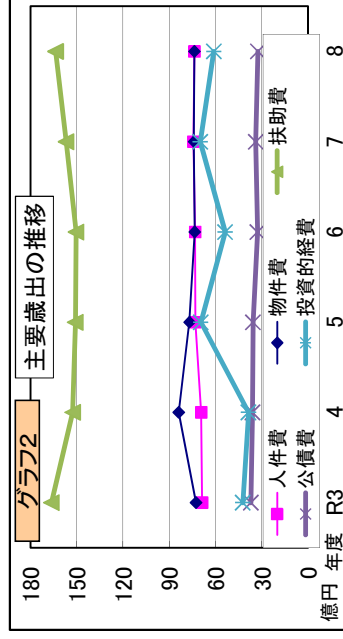 グラフ2
主要歳出の推移
180
150
120
90
60
30
0
億円
年度 R3 4 5 6 7 8
人件費 物件費 扶助費
公債費 投資的経費